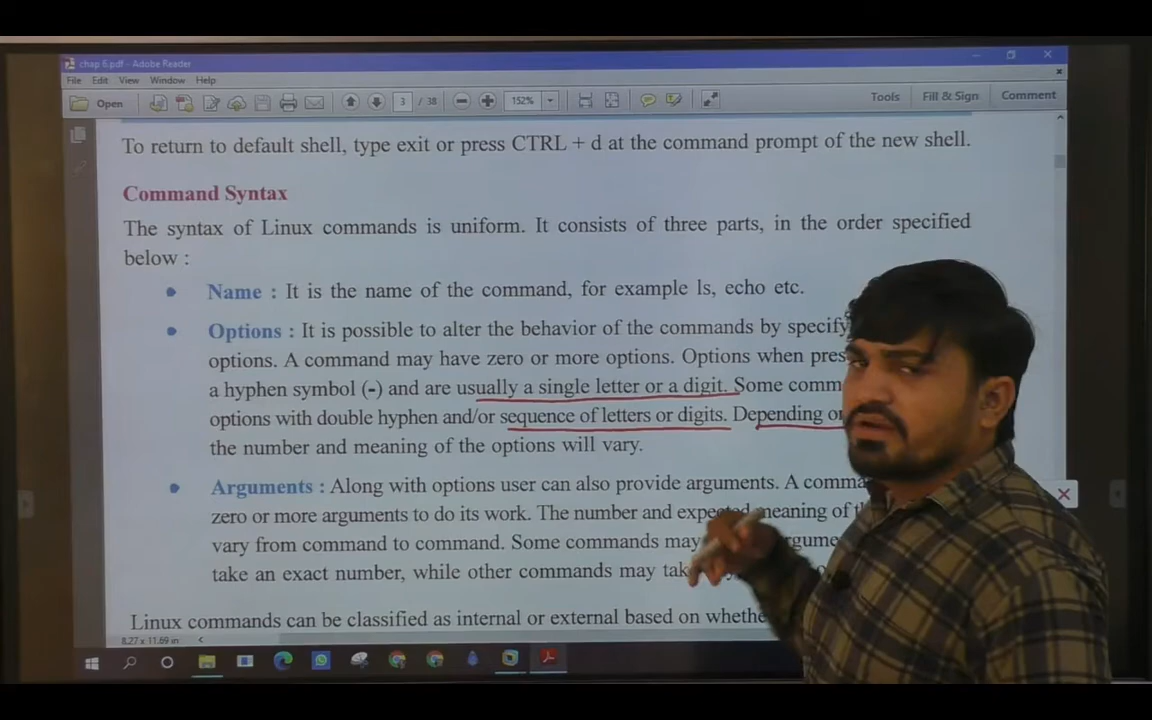 chap 6.pdf - Adobe Reader
File Edit View Window Help
Open 3 / 38 152% Tools Fill & Sign Comment
To return to default shell, type exit or press CTRL + d at the command prompt of the new shell.
Command Syntax
The syntax of Linux commands is uniform. It consists of three parts, in the order specified
below :
• Name : It is the name of the command, for example ls, echo etc.
• Options : It is possible to alter the behavior of the commands by specify
options. A command may have zero or more options. Options when pres
a hyphen symbol (-) and are usually a single letter or a digit. Some comm
options with double hyphen and/or sequence of letters or digits. Depending on
the number and meaning of the options will vary.
• Arguments : Along with options user can also provide arguments. A comma
zero or more arguments to do its work. The number and expected meaning of
vary from command to command. Some commands may argume
take an exact number, while other commands may
Linux commands can be classified as internal or external based on whethe
8.27 x 11.69 in